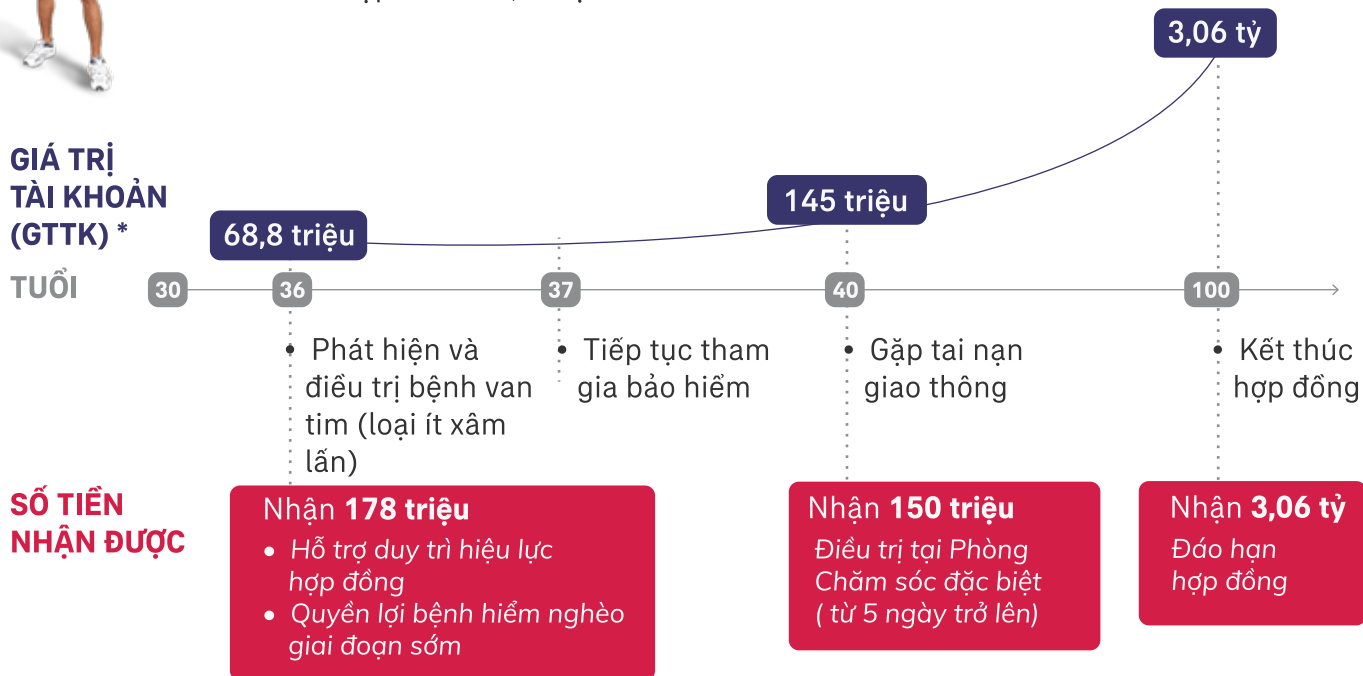 3,06 tỷ
GIÁ TRỊ
TÀI KHOẢN
(GTTK) *
68,8 triệu
145 triệu
TUỔI
30
36
37
40
100
• Phát hiện và
điều trị bệnh van
tim (loại ít xâm
lấn)
• Tiếp tục tham
gia bảo hiểm
• Gặp tai nạn
giao thông
• Kết thúc
hợp đồng
SỐ TIỀN
NHẬN ĐƯỢC
Nhận 178 triệu
• Hỗ trợ duy trì hiệu lực
hợp đồng
• Quyền lợi bệnh hiểm nghèo
giai đoạn sớm
Nhận 150 triệu
Điều trị tại Phòng
Chăm sóc đặc biệt
( từ 5 ngày trở lên)
Nhận 3,06 tỷ
Đáo hạn
hợp đồng